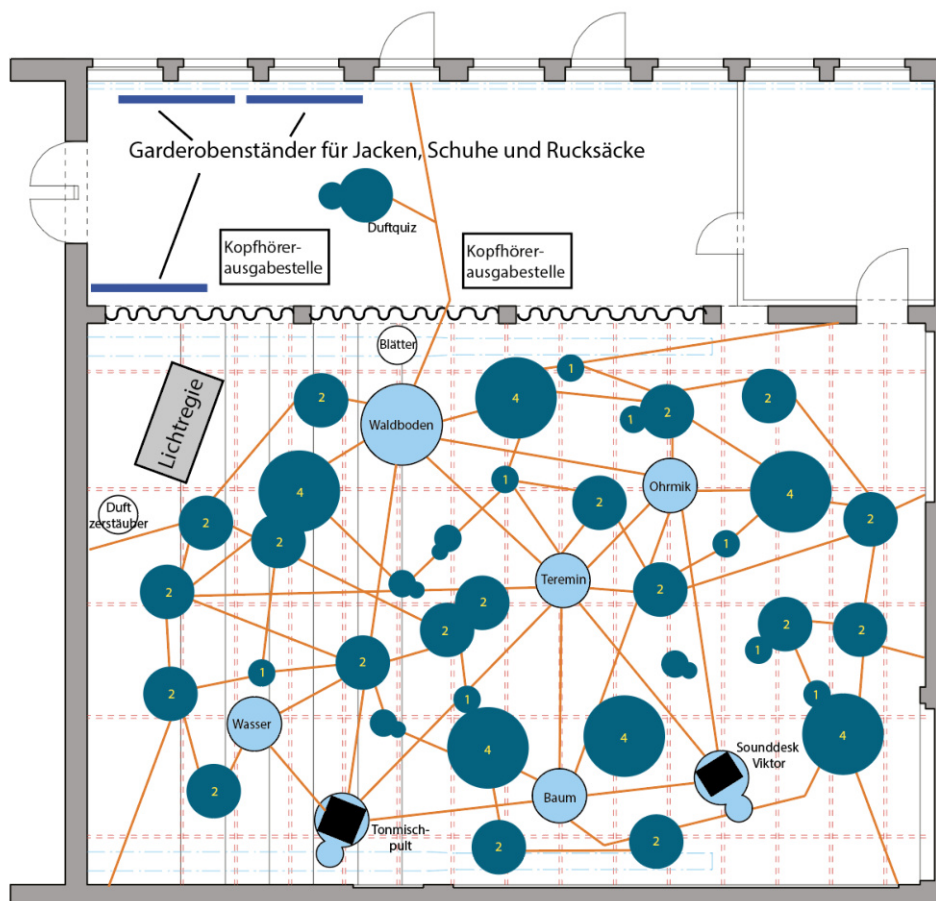 Garderobenständer für Jacken, Schuhe und Rucksäcke
Duftquiz
Kopfhörer-
ausgabestelle
Kopfhörer-
ausgabestelle
Blätter
Lichtregie
Waldboden
2
4
1
2
1
2
4
1
2
Ohrmik
4
2
Duft
zerstäuber
2
2
1
Teremin
2
2
2
2
2
2
1
2
2
1
2
1
1
Wasser
4
4
4
Sounddesk
Viktor
2
Baum
Tonmisch-
pult
2
2